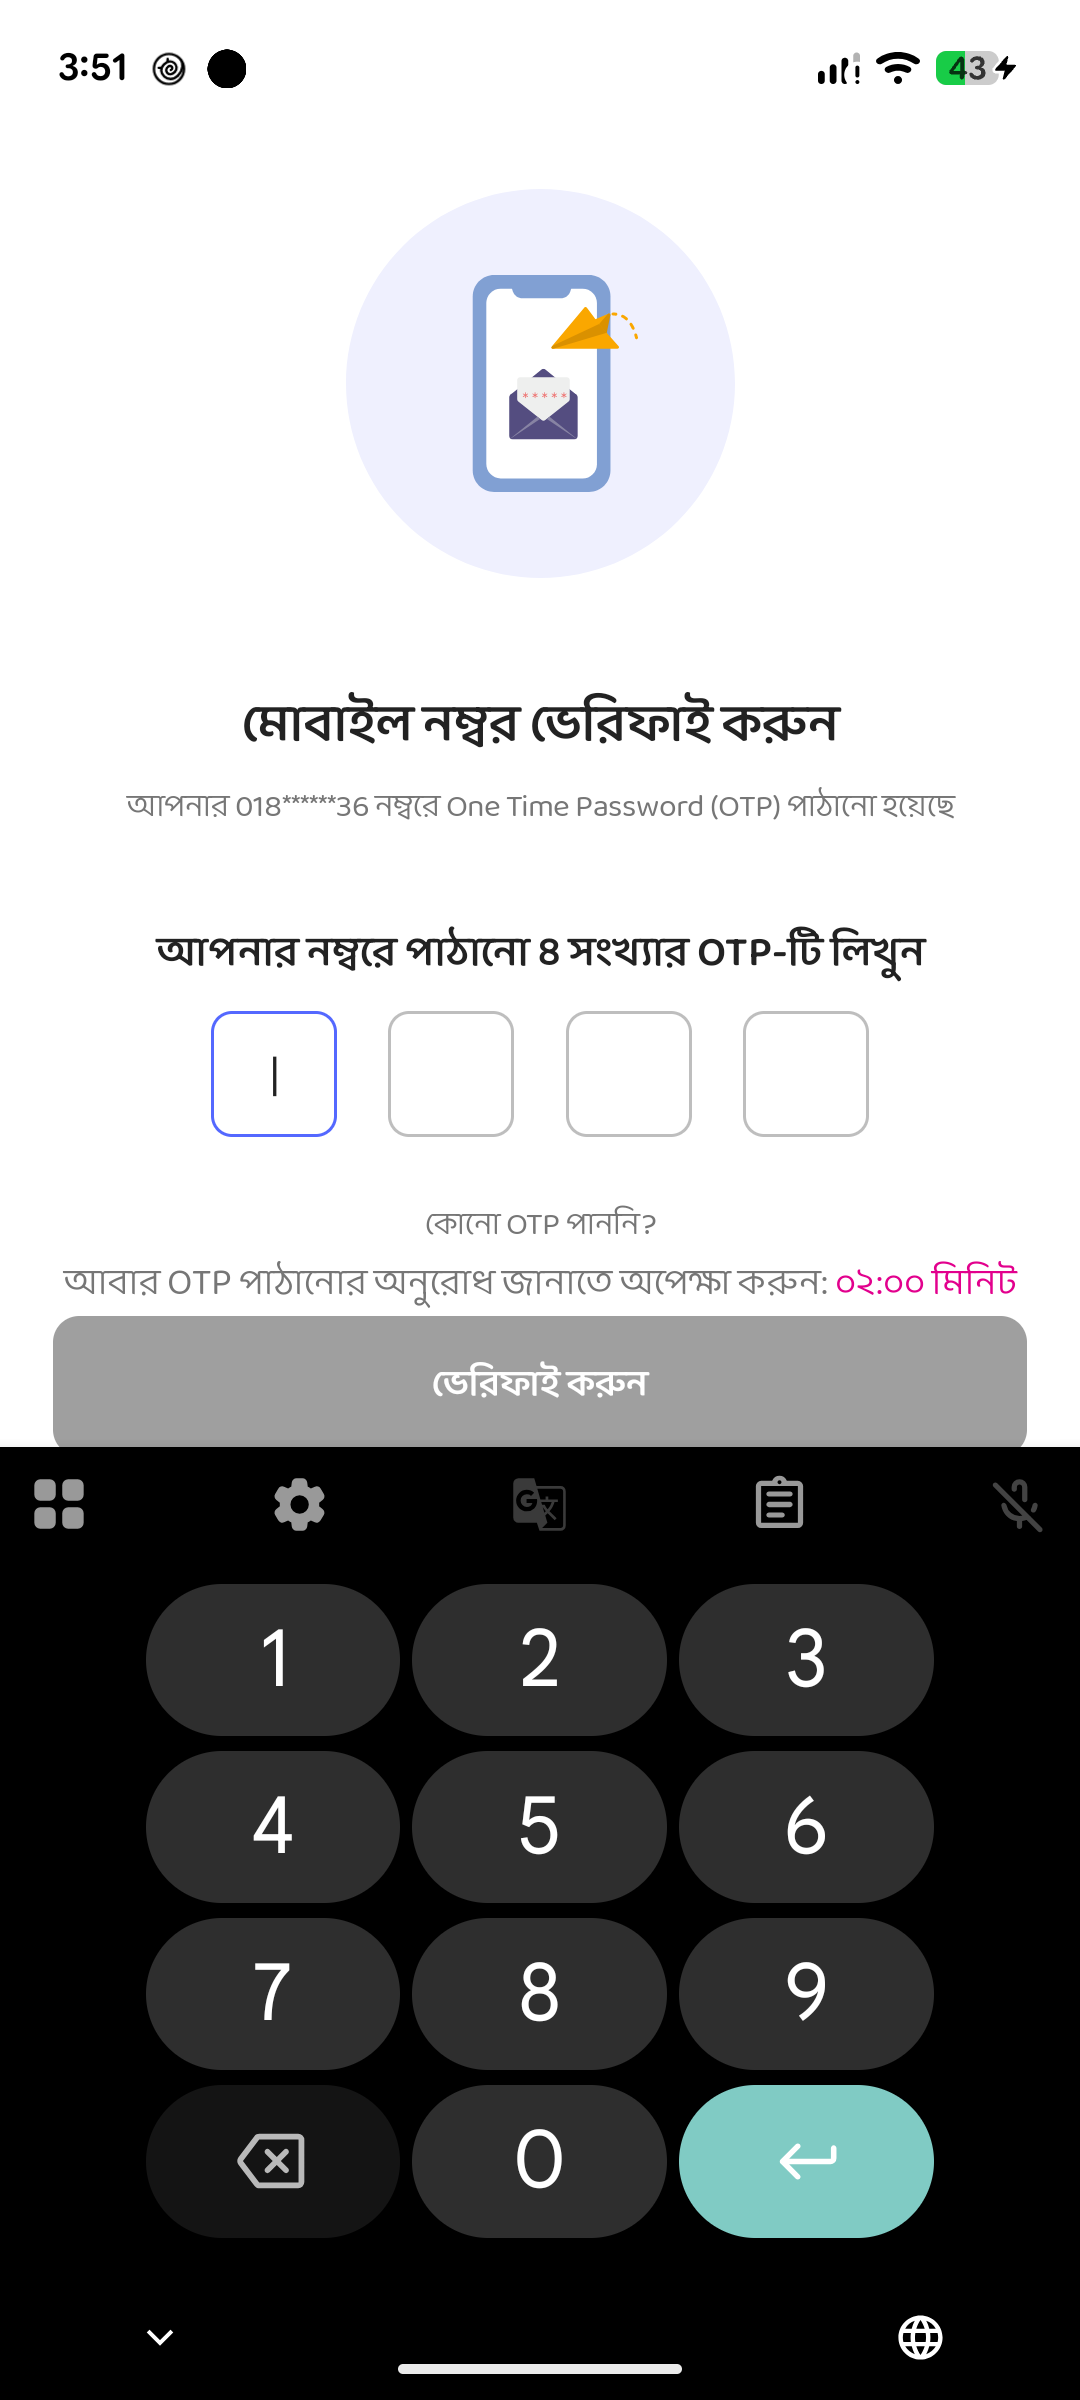 3:51
43
*****
মোবাইল নম্বর ভেরিফাই করুন
আপনার 018******36 নম্বরে One Time Password (OTP) পাঠানো হয়েছে
আপনার নম্বরে পাঠানো ৪ সংখ্যার OTP-টি লিখুন
কোনো OTP পাননি?
আবার OTP পাঠানোর অনুরোধ জানাতে অপেক্ষা করুন: ০২:০০ মিনিট
ভেরিফাই করুন
G 文
1 2 3
4 5 6
7 8 9
0